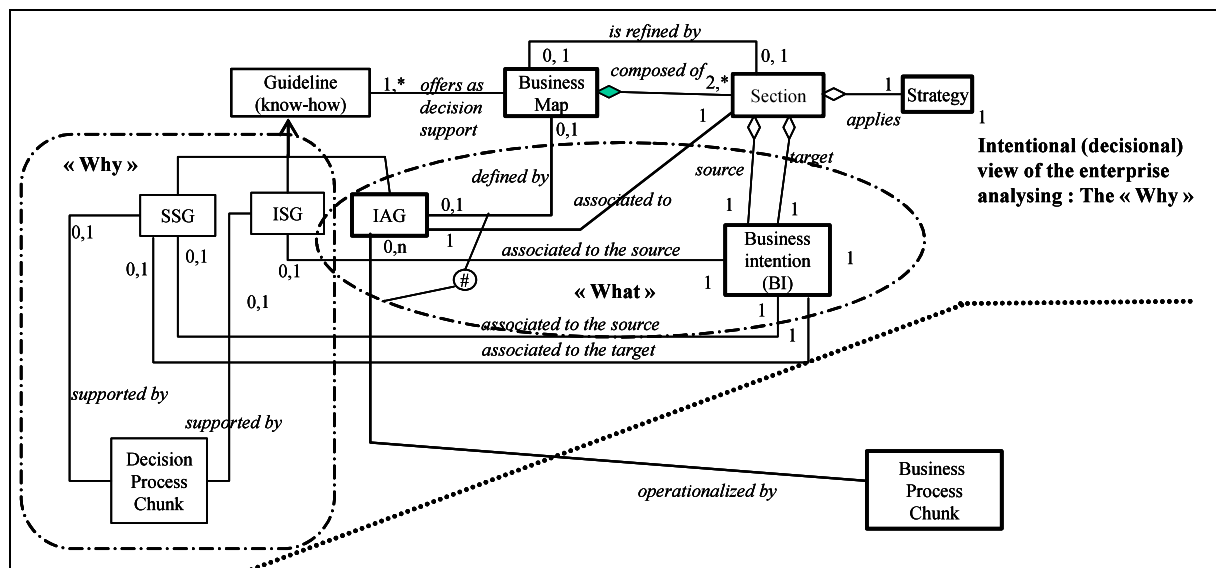 is refined by
0, 1
0, 1
Guideline
(know-how)
1,*
offers as
decision
support
Business
Map
composed of
2,*
Section
1
applies
Strategy
1
0,1
1
« Why »
Intentional (decisional)
view of the enterprise
analysing : The « Why »
defined by
source
target
associated to
SSG
ISG
IAG
0,1
1
1
1
0,1
0,1
0,n
1
Business
intention
(BI)
1
associated to the source
0,1
0,1
#
« What »
1
0,1
1
associated to the source
1
associated to the target
supported by
supported by
Decision
Process
Chunk
Business
Process
Chunk
operationalized by